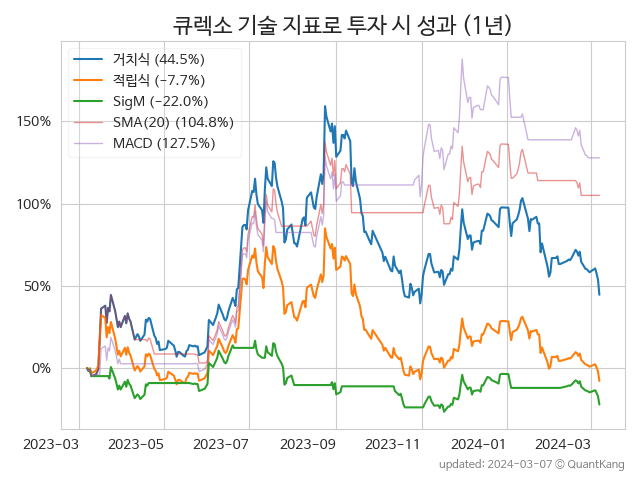 큐렉소 기술 지표로 투자 시 성과 (1년)
거치식 (44.5%)
적립식 (−7.7%)
SigM (−22.0%)
SMA(20) (104.8%)
MACD (127.5%)
150%
100%
50%
0%
2023-03 2023-05 2023-07 2023-09 2023-11 2024-01 2024-03
updated: 2024-03-07 © QuantKang